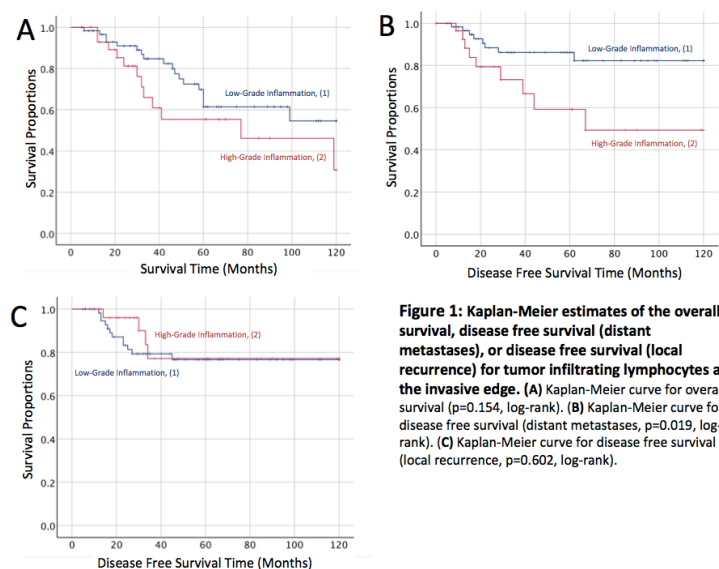 A
Survival Proportions
1.0
0.8
0.6
0.4
0.2
0.0
Low-Grade Inflammation, (1)
High-Grade Inflammation, (2)
0 20 40 60 80 100 120
Survival Time (Months)
B
Survival Proportions
1.0
0.8
0.6
0.4
0.2
0.0
Low-Grade Inflammation, (1)
High-Grade Inflammation, (2)
0 20 40 60 80 100 120
Disease Free Survival Time (Months)
C
Survival Proportions
1.0
0.8
0.6
0.4
0.2
0.0
High-Grade Inflammation, (2)
Low-Grade Inflammation, (1)
0 20 40 60 80 100 120
Disease Free Survival Time (Months)
Figure 1: Kaplan-Meier estimates of the overall
survival, disease free survival (distant
metastases), or disease free survival (local
recurrence) for tumor infiltrating lymphocytes a
the invasive edge. (A) Kaplan-Meier curve for overa
survival (p=0.154, log-rank). (B) Kaplan-Meier curve fo
disease free survival (distant metastases, p=0.019, log-
rank). (C) Kaplan-Meier curve for disease free survival
(local recurrence, p=0.602, log-rank).